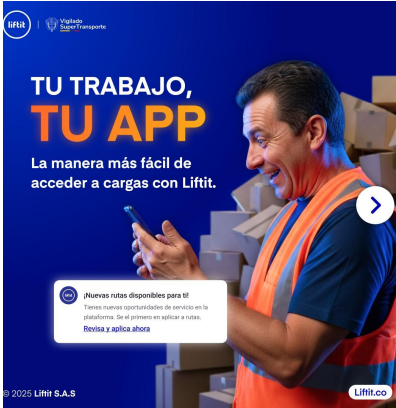 liftit
Vigilado
SuperTransporte
TU TRABAJO,
TU APP
La manera más fácil de
acceder a cargas con Liftit.
liftit
¡Nuevas rutas disponibles para ti!
Tienes nuevas oportunidades de servicio en la
plataforma. Se el primero en aplicar a rutas.
Revisa y aplica ahora
© 2025 Liftit S.A.S
Liftit.co